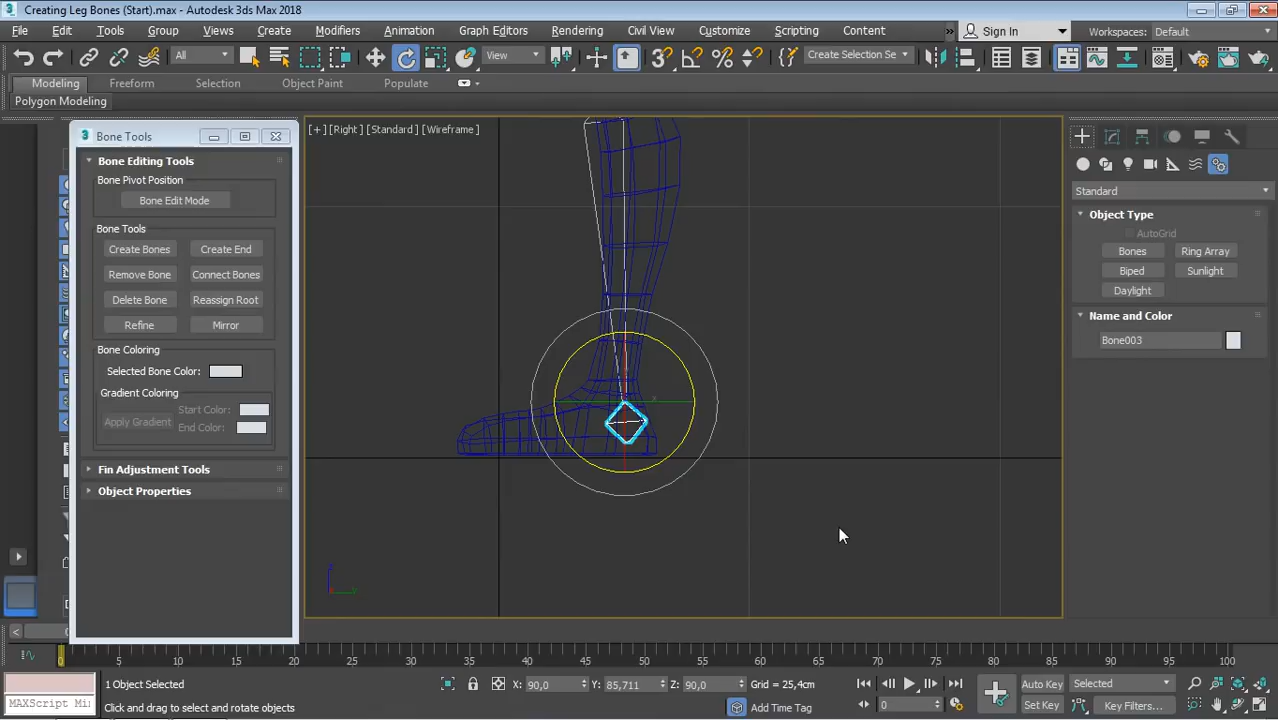 Creating Leg Bones (Start).max - Autodesk 3ds Max 2018
File Edit Tools Group Views Create Modifiers Animation Graph Editors Rendering Civil View Customize Scripting Content » Sign In Workspaces: Default
All View Create Selection Se
Modeling Freeform Selection Object Paint Populate
Polygon Modeling
Bone Tools
Bone Editing Tools
Bone Pivot Position
Bone Edit Mode
Bone Tools:
Create Bones Create End
Remove Bone Connect Bones
Delete Bone Reassign Root
Refine Mirror
Bone Coloring
Selected Bone Color:
Gradient Coloring
Apply Gradient Start Color:
End Color:
Fin Adjustment Tools
Object Properties
[+] [Right] [Standard] [Wireframe]
Standard
Object Type
AutoGrid
Bones Ring Array
Biped Sunlight
Daylight
Name and Color
Bone003
0 5 10 15 20 25 30 35 40 45 50 55 60 65 70 75 80 85 90 95 100
1 Object Selected X: 90,0 Y: 85,711 Z: 90,0 Grid = 25,4cm Auto Key Selected
MAXScript Mi Click and drag to select and rotate objects Add Time Tag 0 Set Key Key Filters...